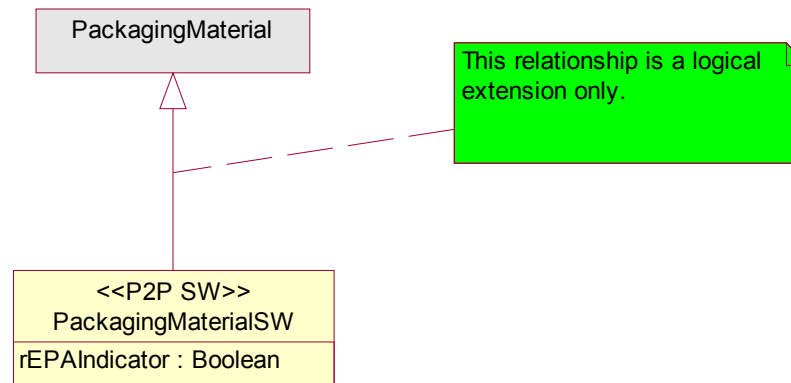 PackagingMaterial
This relationship is a logical
extension only.
<<P2P SW>>
PackagingMaterialSW
rEPAIndicator : Boolean